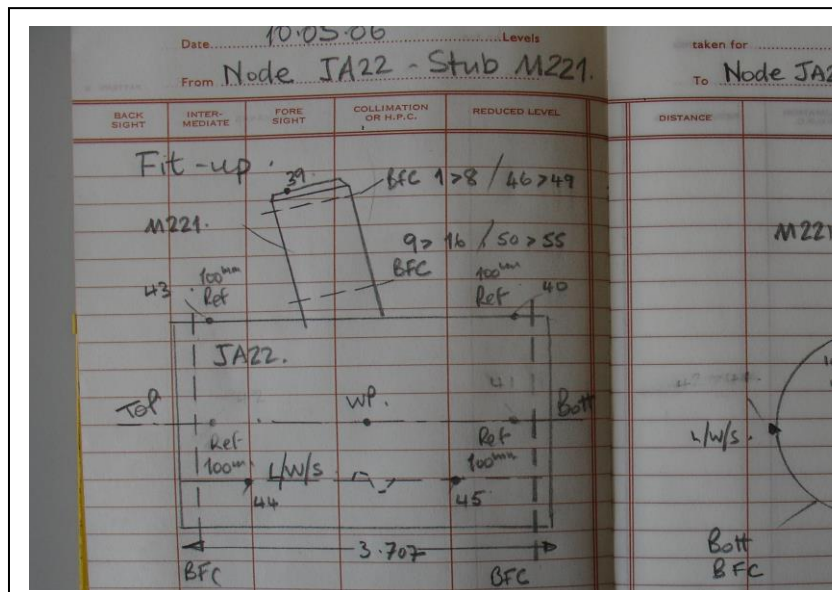 Date 10.05.06 Levels taken for
From Node JA22 - Stub M221. To Node JA2
BACK SIGHT INTER-MEDIATE FORE SIGHT COLLIMATION OR H.P.C. REDUCED LEVEL DISTANCE
Fit-up.
39.
BFC 1>8 / 46>49
M221.
9> 16 / 50 > 55
BFC
M221
43 100mm Ref
100mm Ref 40
JA22.
41
Top WP. Bott
Ref 100mm
Ref 100mm
L/W/S
L/W/S.
44 45
3.707
BFC BFC
Bott
BFC